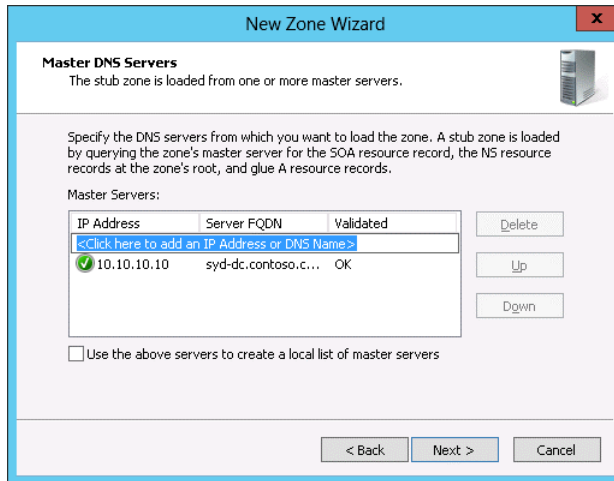 New Zone Wizard
x
Master DNS Servers
The stub zone is loaded from one or more master servers.
Specify the DNS servers from which you want to load the zone. A stub zone is loaded
by querying the zone's master server for the SOA resource record, the NS resource
records at the zone's root, and glue A resource records.
Master Servers:
IP Address Server FQDN Validated
<Click here to add an IP Address or DNS Name>
10.10.10.10 syd-dc.contoso.c... OK
Delete
Up
Down
Use the above servers to create a local list of master servers
< Back Next > Cancel